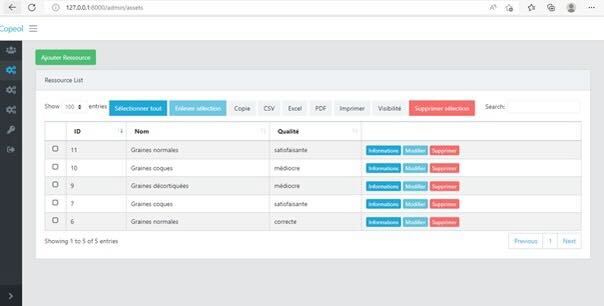 127.0.0.1:8000/admin/assets
Copeol
Ajouter Ressource
Ressource List
Show 100 entries Sélectionner tout Enlever sélection Copie CSV Excel PDF Imprimer Visibilité Supprimer sélection Search:
ID Nom Qualité
11 Graines normales satisfaisante Informations Modifier Supprimer
10 Graines coques médiocre Informations Modifier Supprimer
9 Graines décortiquées médiocre Informations Modifier Supprimer
7 Graines coques satisfaisante Informations Modifier Supprimer
6 Graines normales correcte Informations Modifier Supprimer
Showing 1 to 5 of 5 entries Previous 1 Next